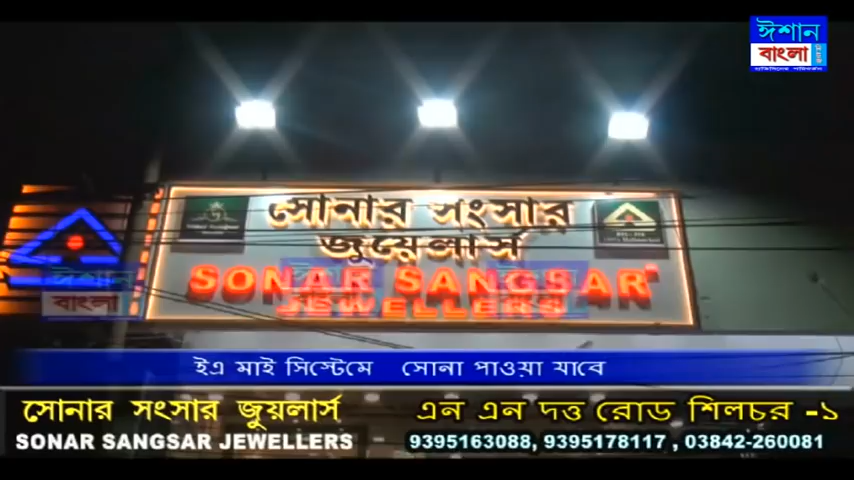 ঈশান
বাংলা
সোনার সংসার
জুয়েলার্স
SONAR SANGSAR
JEWELLERS
ঈশান
বাংলা
ইএ মাই সিস্টেমে সোনা পাওয়া যাবে
সোনার সংসার জুয়লার্স এন এন দত্ত রোড শিলচর -১
SONAR SANGSAR JEWELLERS 9395163088, 9395178117 , 03842-260081